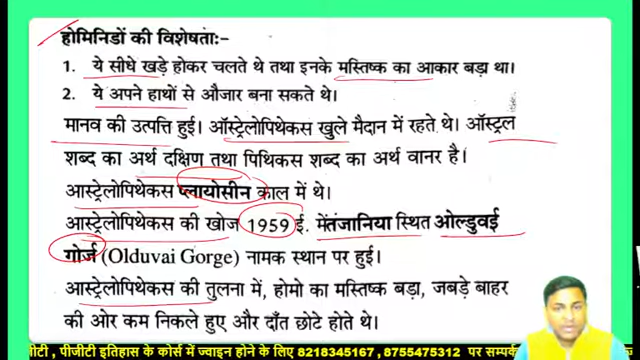 होमिनिडों की विशेषता:-
1. ये सीधे खड़े होकर चलते थे तथा इनके मस्तिष्क का आकार बड़ा था।
2. ये अपने हाथों से औजार बना सकते थे।
मानव की उत्पत्ति हुई। ऑस्ट्रेलोपिथेकस खुले मैदान में रहते थे। ऑस्ट्रल
शब्द का अर्थ दक्षिण तथा पिथिकस शब्द का अर्थ वानर है।
आस्ट्रेलोपिथेकस प्लायोसीन काल में थे।
आस्ट्रेलोपिथेकस की खोज 1959 ई. में तंजानिया स्थित ओल्डुवई
गोर्ज (Olduvai Gorge) नामक स्थान पर हुई।
आस्ट्रेलोपिथेकस की तुलना में, होमो का मस्तिष्क बड़ा, जबड़े बाहर
की ओर कम निकले हुए और दाँत छोटे होते थे।
जीटी , पीजीटी इतिहास के कोर्स में ज्वाइन होने के लिए 8218345167 , 8755475312 पर सम्पर्क